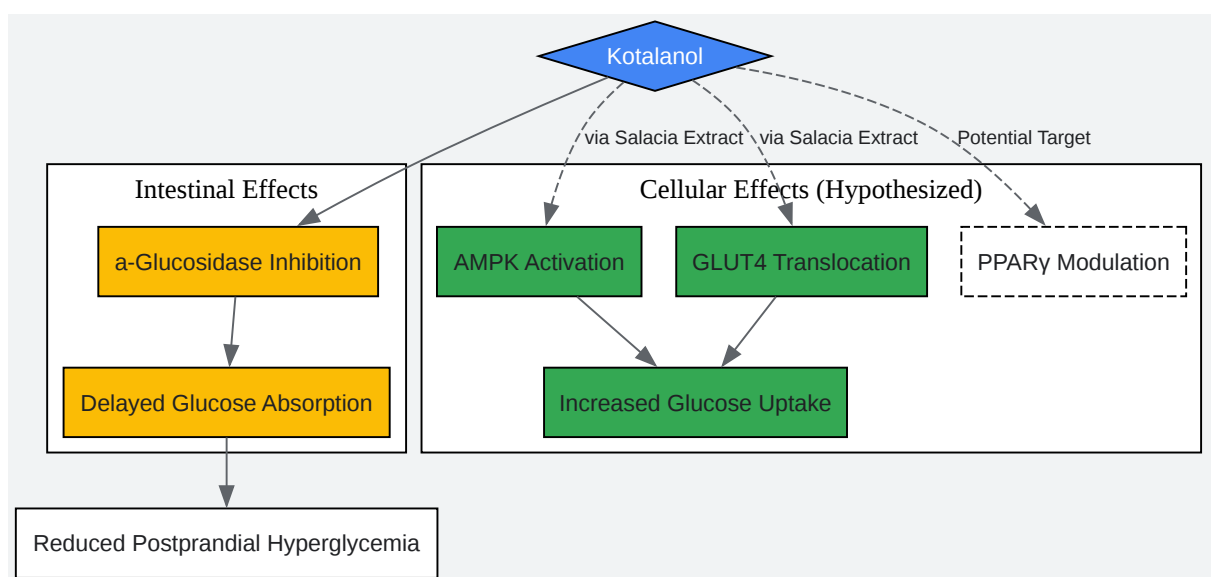 Kotalanol
via Salacia Extract
via Salacia Extract
Potential Target
Intestinal Effects
Cellular Effects (Hypothesized)
a-Glucosidase Inhibition
AMPK Activation
GLUT4 Translocation
PPARγ Modulation
Delayed Glucose Absorption
Increased Glucose Uptake
Reduced Postprandial Hyperglycemia